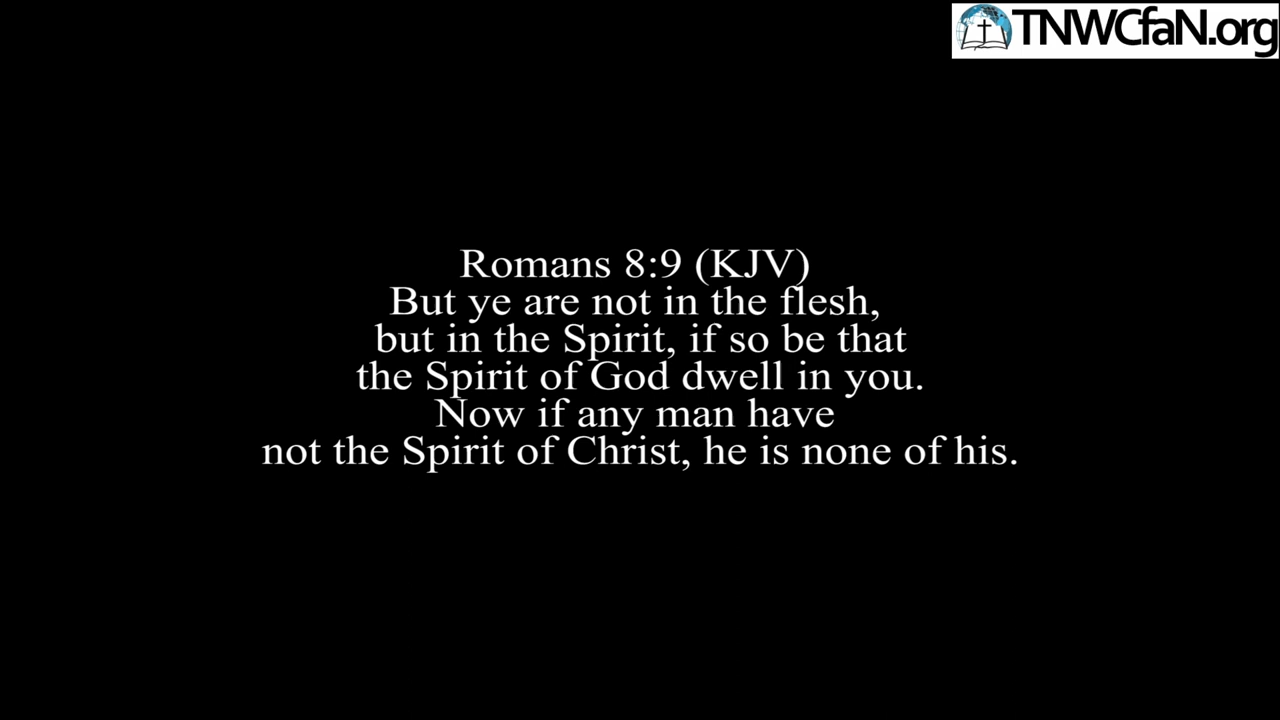 TNWCfaN.org
Romans 8:9 (KJV)
But ye are not in the flesh,
but in the Spirit, if so be that
the Spirit of God dwell in you.
Now if any man have
not the Spirit of Christ, he is none of his.